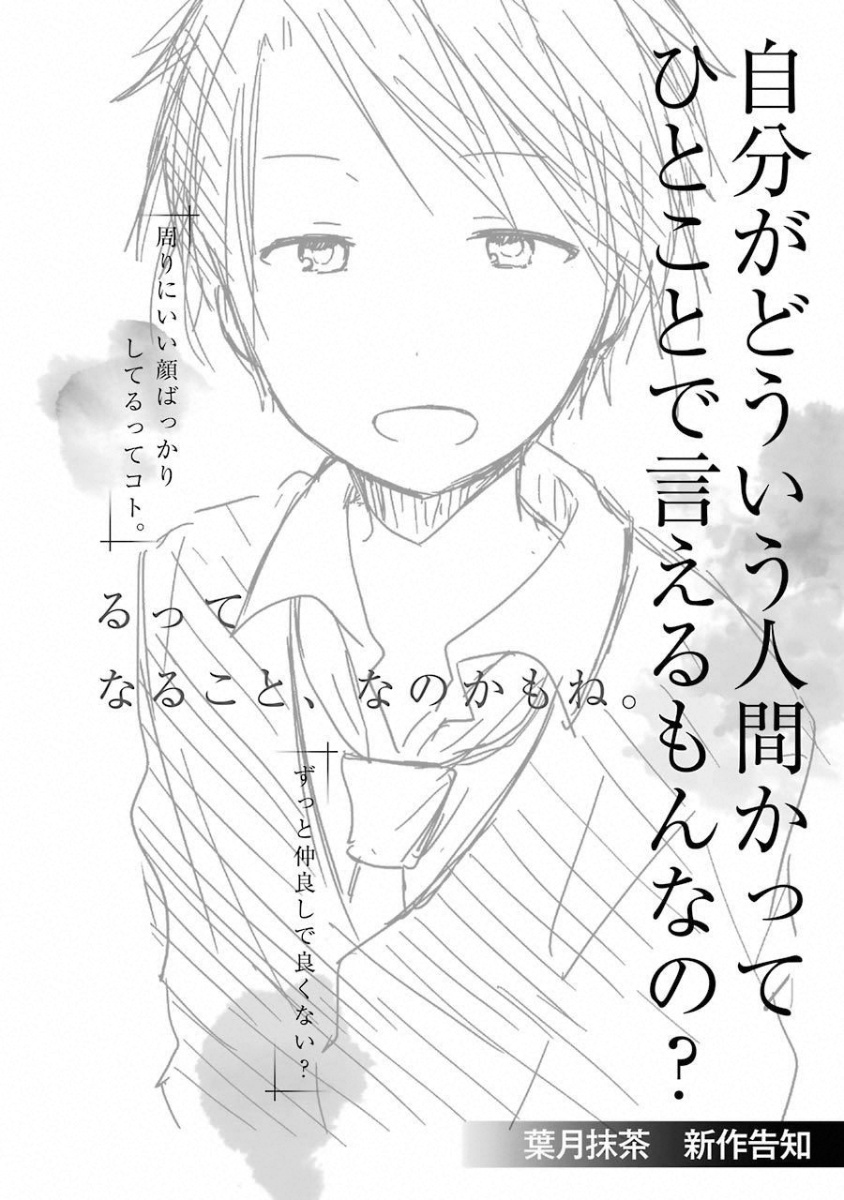 自分がどういう人間かって
ひとことで言えるもんなの？
周りにいい顔ばっかり
してるってコト。
るって
なること、なのかもね。
ずっと仲良しで良くない？
葉月抹茶　新作告知